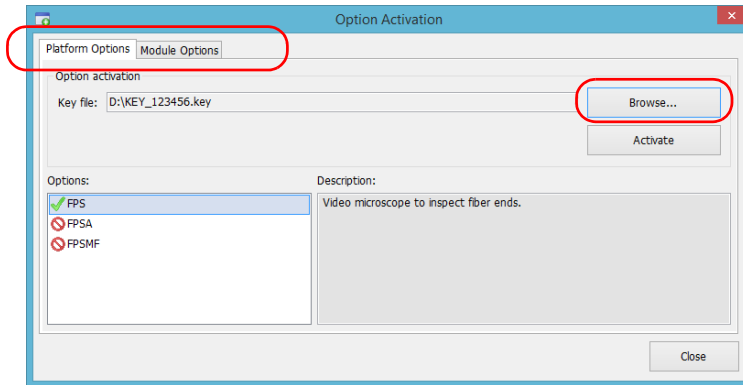 Option Activation
Platform Options Module Options
Option activation
Key file: D:\KEY_123456.key Browse...
Activate
Options: Description:
FPS Video microscope to inspect fiber ends.
FPSA
FPSMF
Close